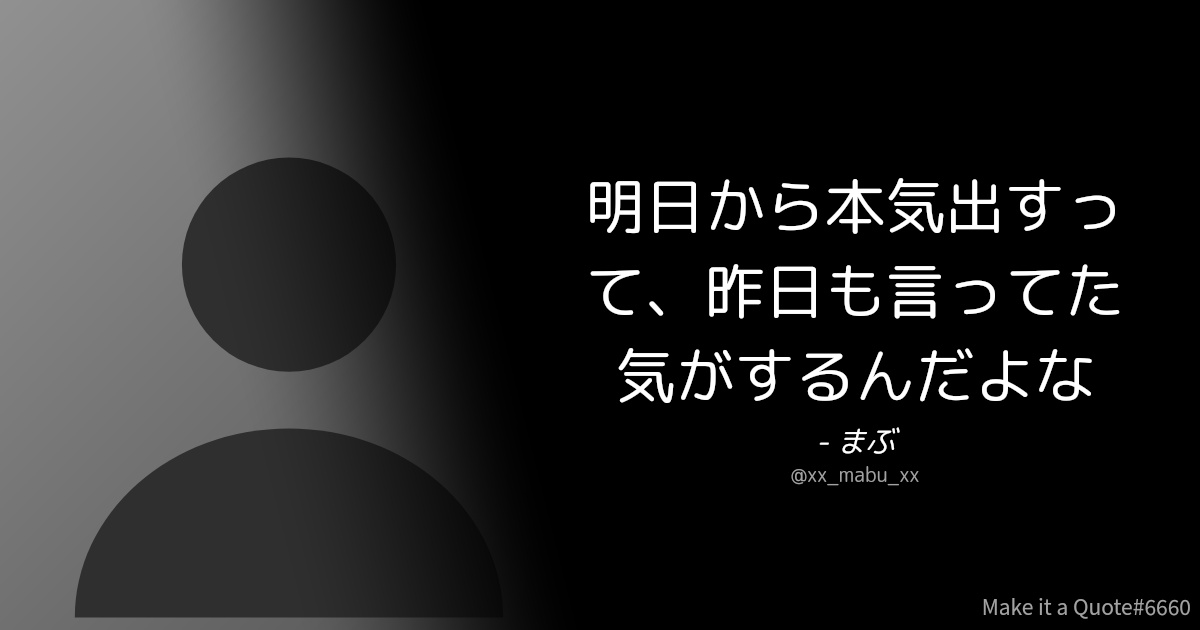 明日から本気出すっ
て、昨日も言ってた
気がするんだよな
- まぶ
@xx_mabu_xx
Make it a Quote#6660